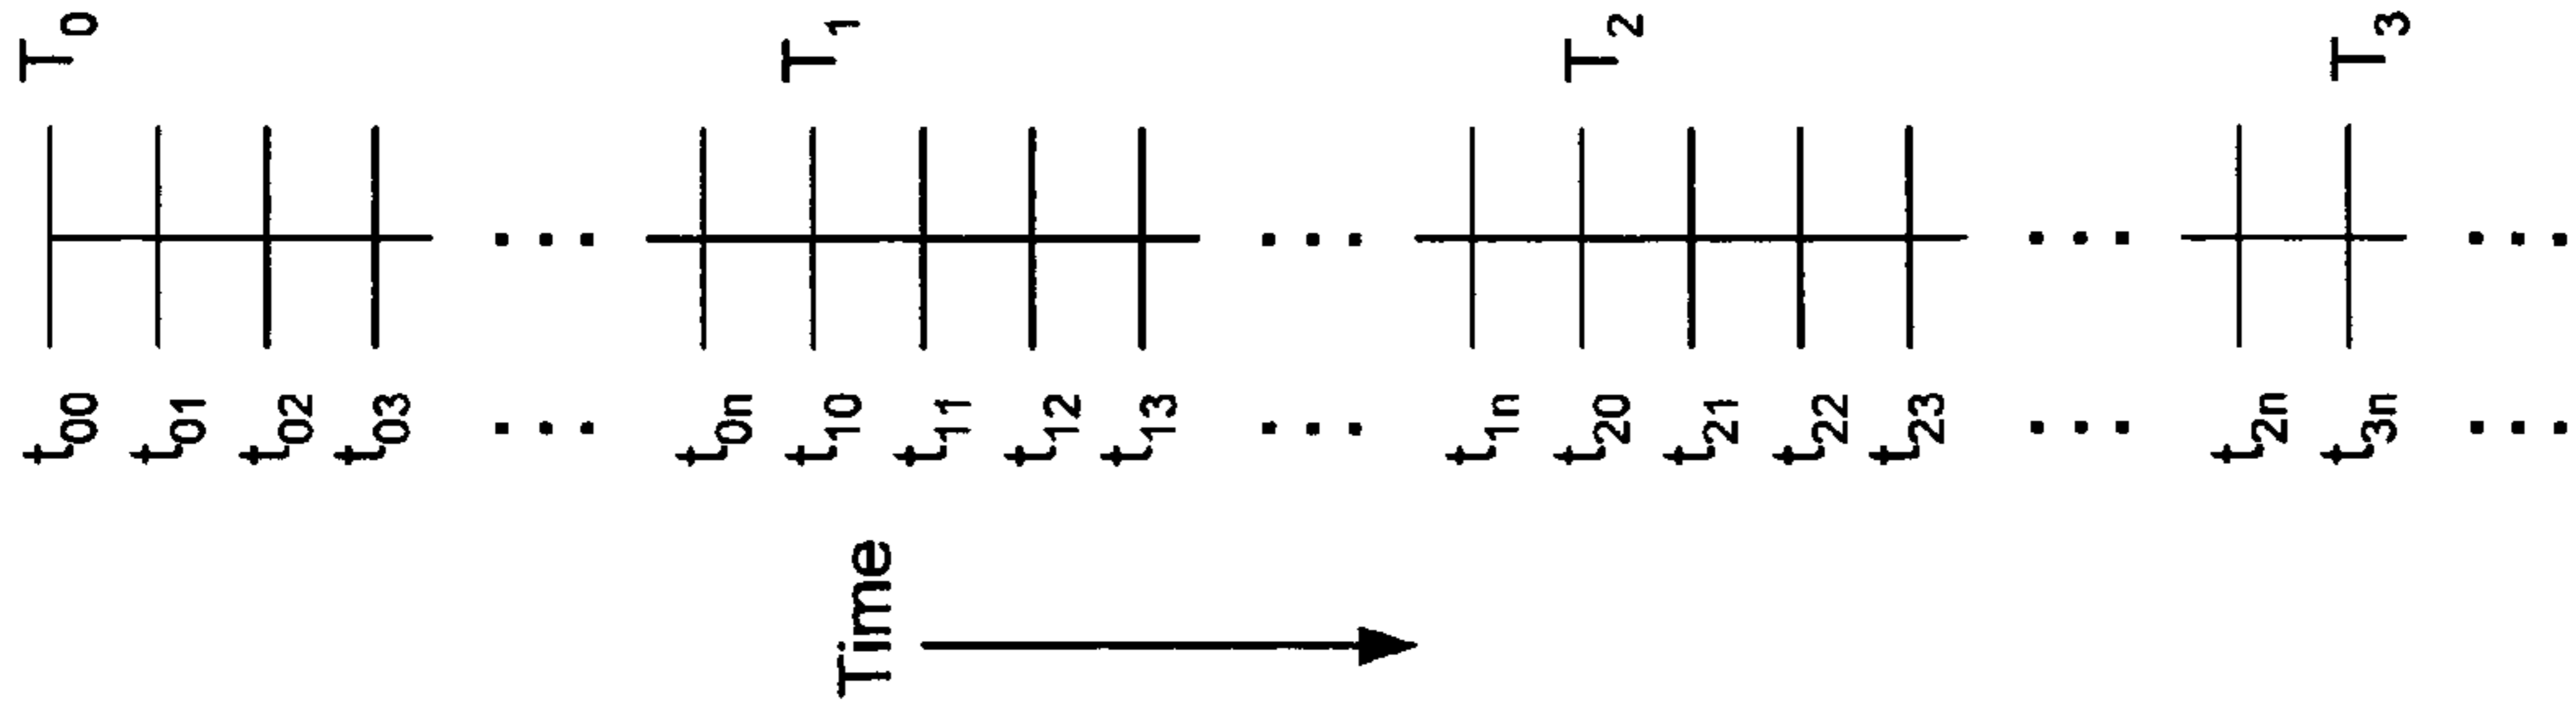 T0 T1 T2 T3
... ... ... ...
t00 t01 t02 t03 ... t0n t10 t11 t12 t13 ... t1n t20 t21 t22 t23 ... t2n t3n ...
Time